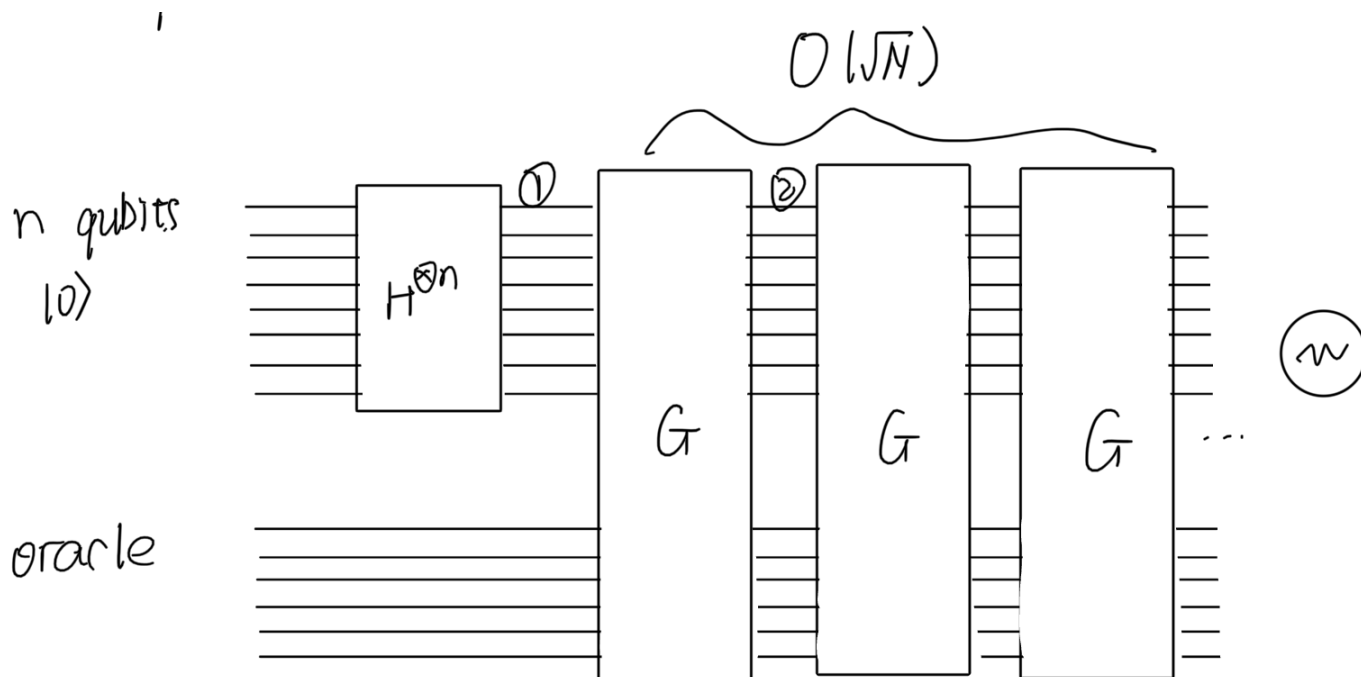 O(√N)
① ②
n qubits
|0⟩
H⊗n
G G G ...
oracle